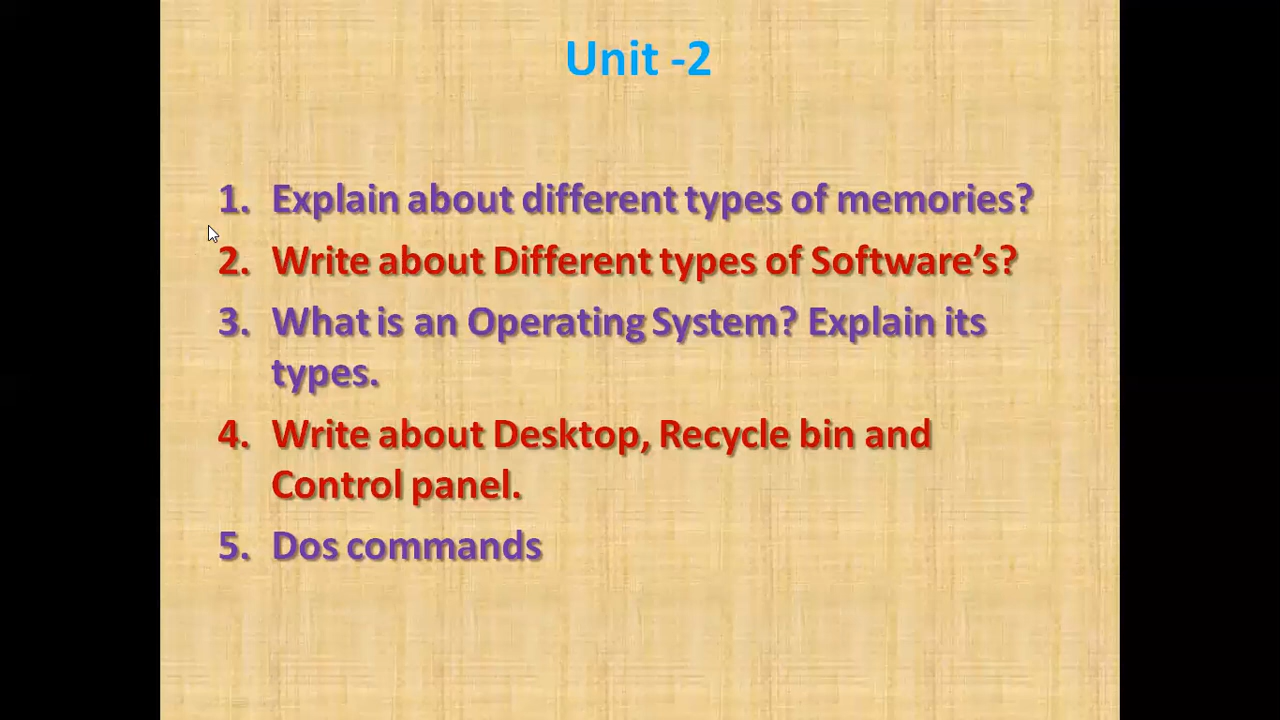 Unit -2
1. Explain about different types of memories?
2. Write about Different types of Software's?
3. What is an Operating System? Explain its
types.
4. Write about Desktop, Recycle bin and
Control panel.
5. Dos commands